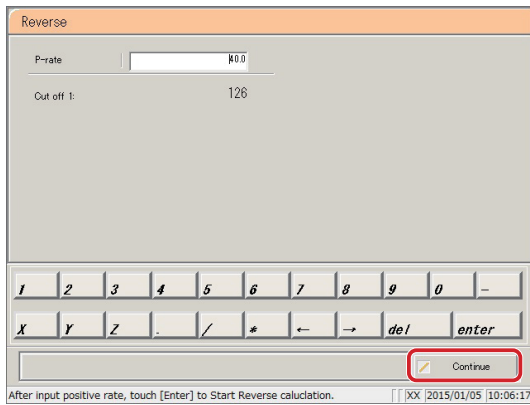 Reverse
P-rate 40.0
Cut off 1: 126
1 2 3 4 5 6 7 8 9 0 -
X Y Z . / * ← → del enter
Continue
After input positive rate, touch [Enter] to Start Reverse caluclation. XX 2015/01/05 10:06:17